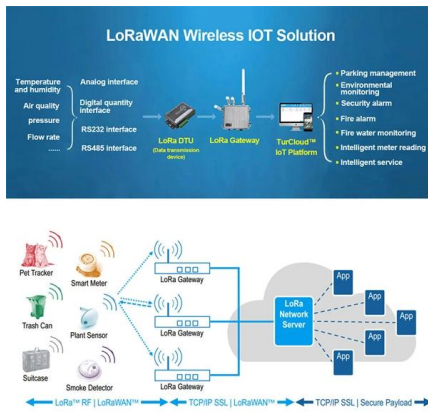 LoRaWAN Wireless IOT Solution
Temperature
and humidity
Air quality
pressure
Flow rate
......
Analog interface
Digital quantity
interface
RS232 interface
RS485 interface
LoRa DTU
(Data transmission
device)
LoRa Gateway
TurCloud™
IoT Platform
• Parking management
• Environmental
monitoring
• Security alarm
• Fire alarm
• Fire water monitoring
• Intelligent meter reading
• Intelligent service
Pet Tracker
Smart Meter
Trash Can
Plant Sensor
Suitcase
Smoke Detector
LoRa Gateway
LoRa Gateway
LoRa Gateway
LoRa
Network
Server
App
App
App
App
App
LoRa™ RF | LoRaWAN™
TCP/IP SSL | LoRaWAN™
TCP/IP SSL | Secure Payload